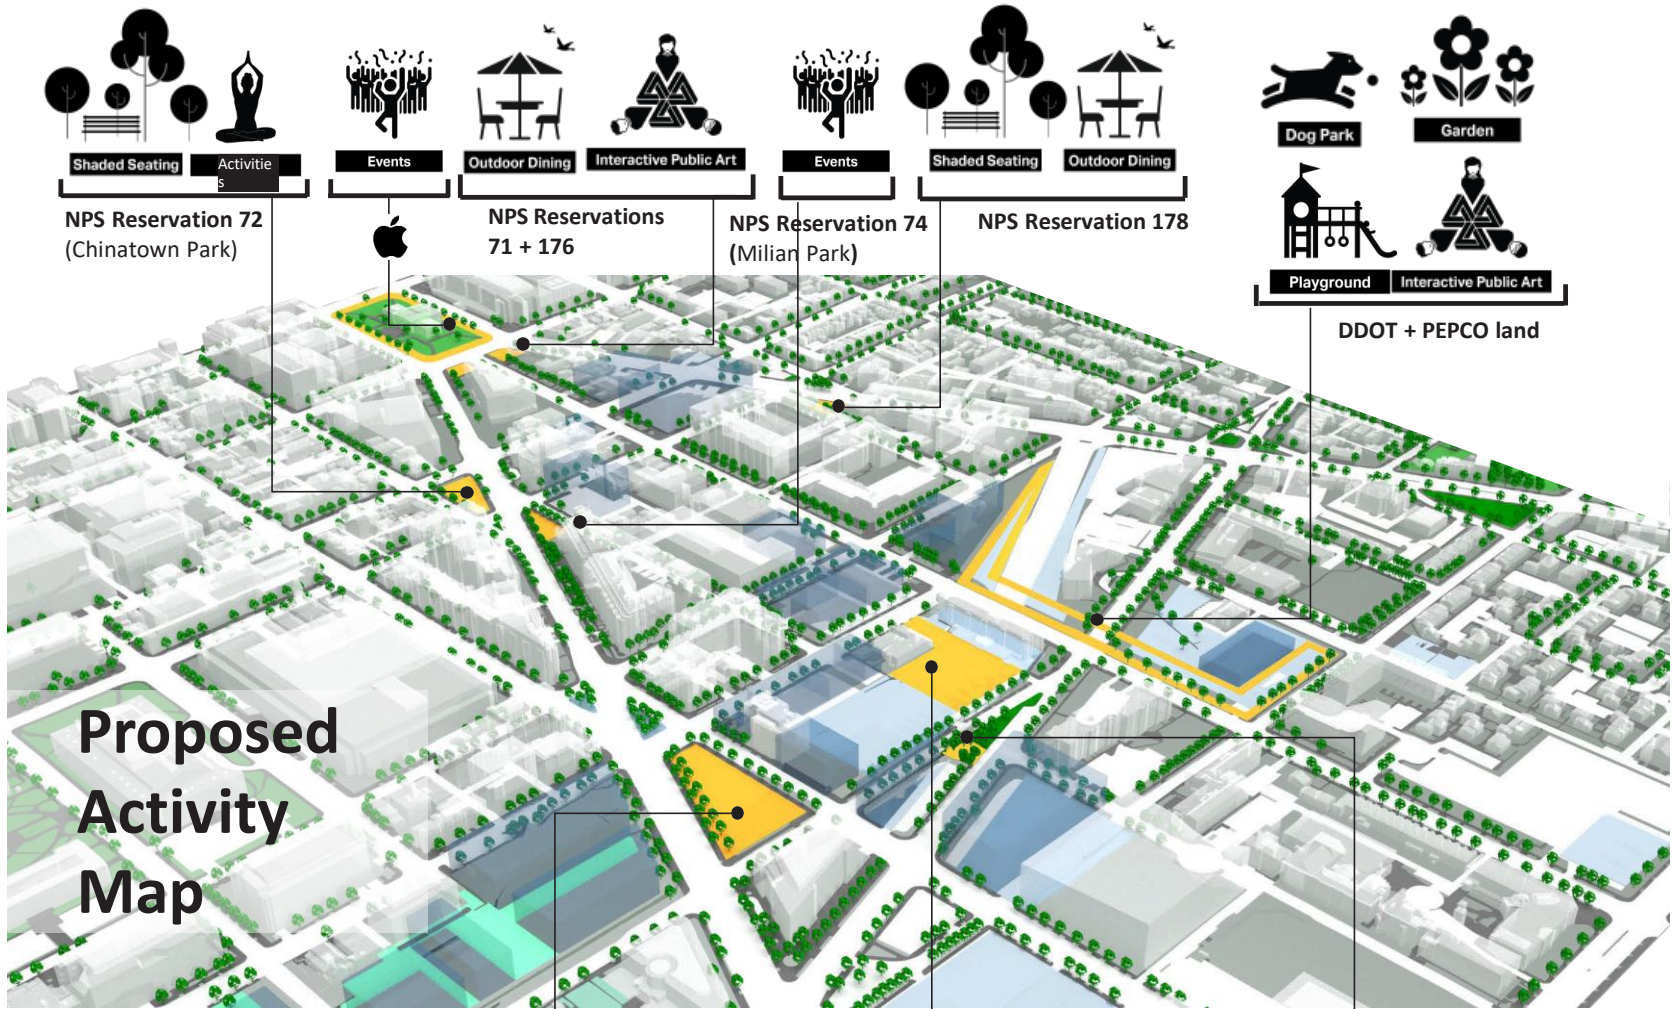 Shaded Seating
Activitie
s
Events
Outdoor Dining
Interactive Public Art
Events
Shaded Seating
Outdoor Dining
Dog Park
Garden
NPS Reservation 72
(Chinatown Park)
NPS Reservations
71 + 176
NPS Reservation 74
(Milian Park)
NPS Reservation 178
Playground
Interactive Public Art
DDOT + PEPCO land
Proposed
Activity
Map